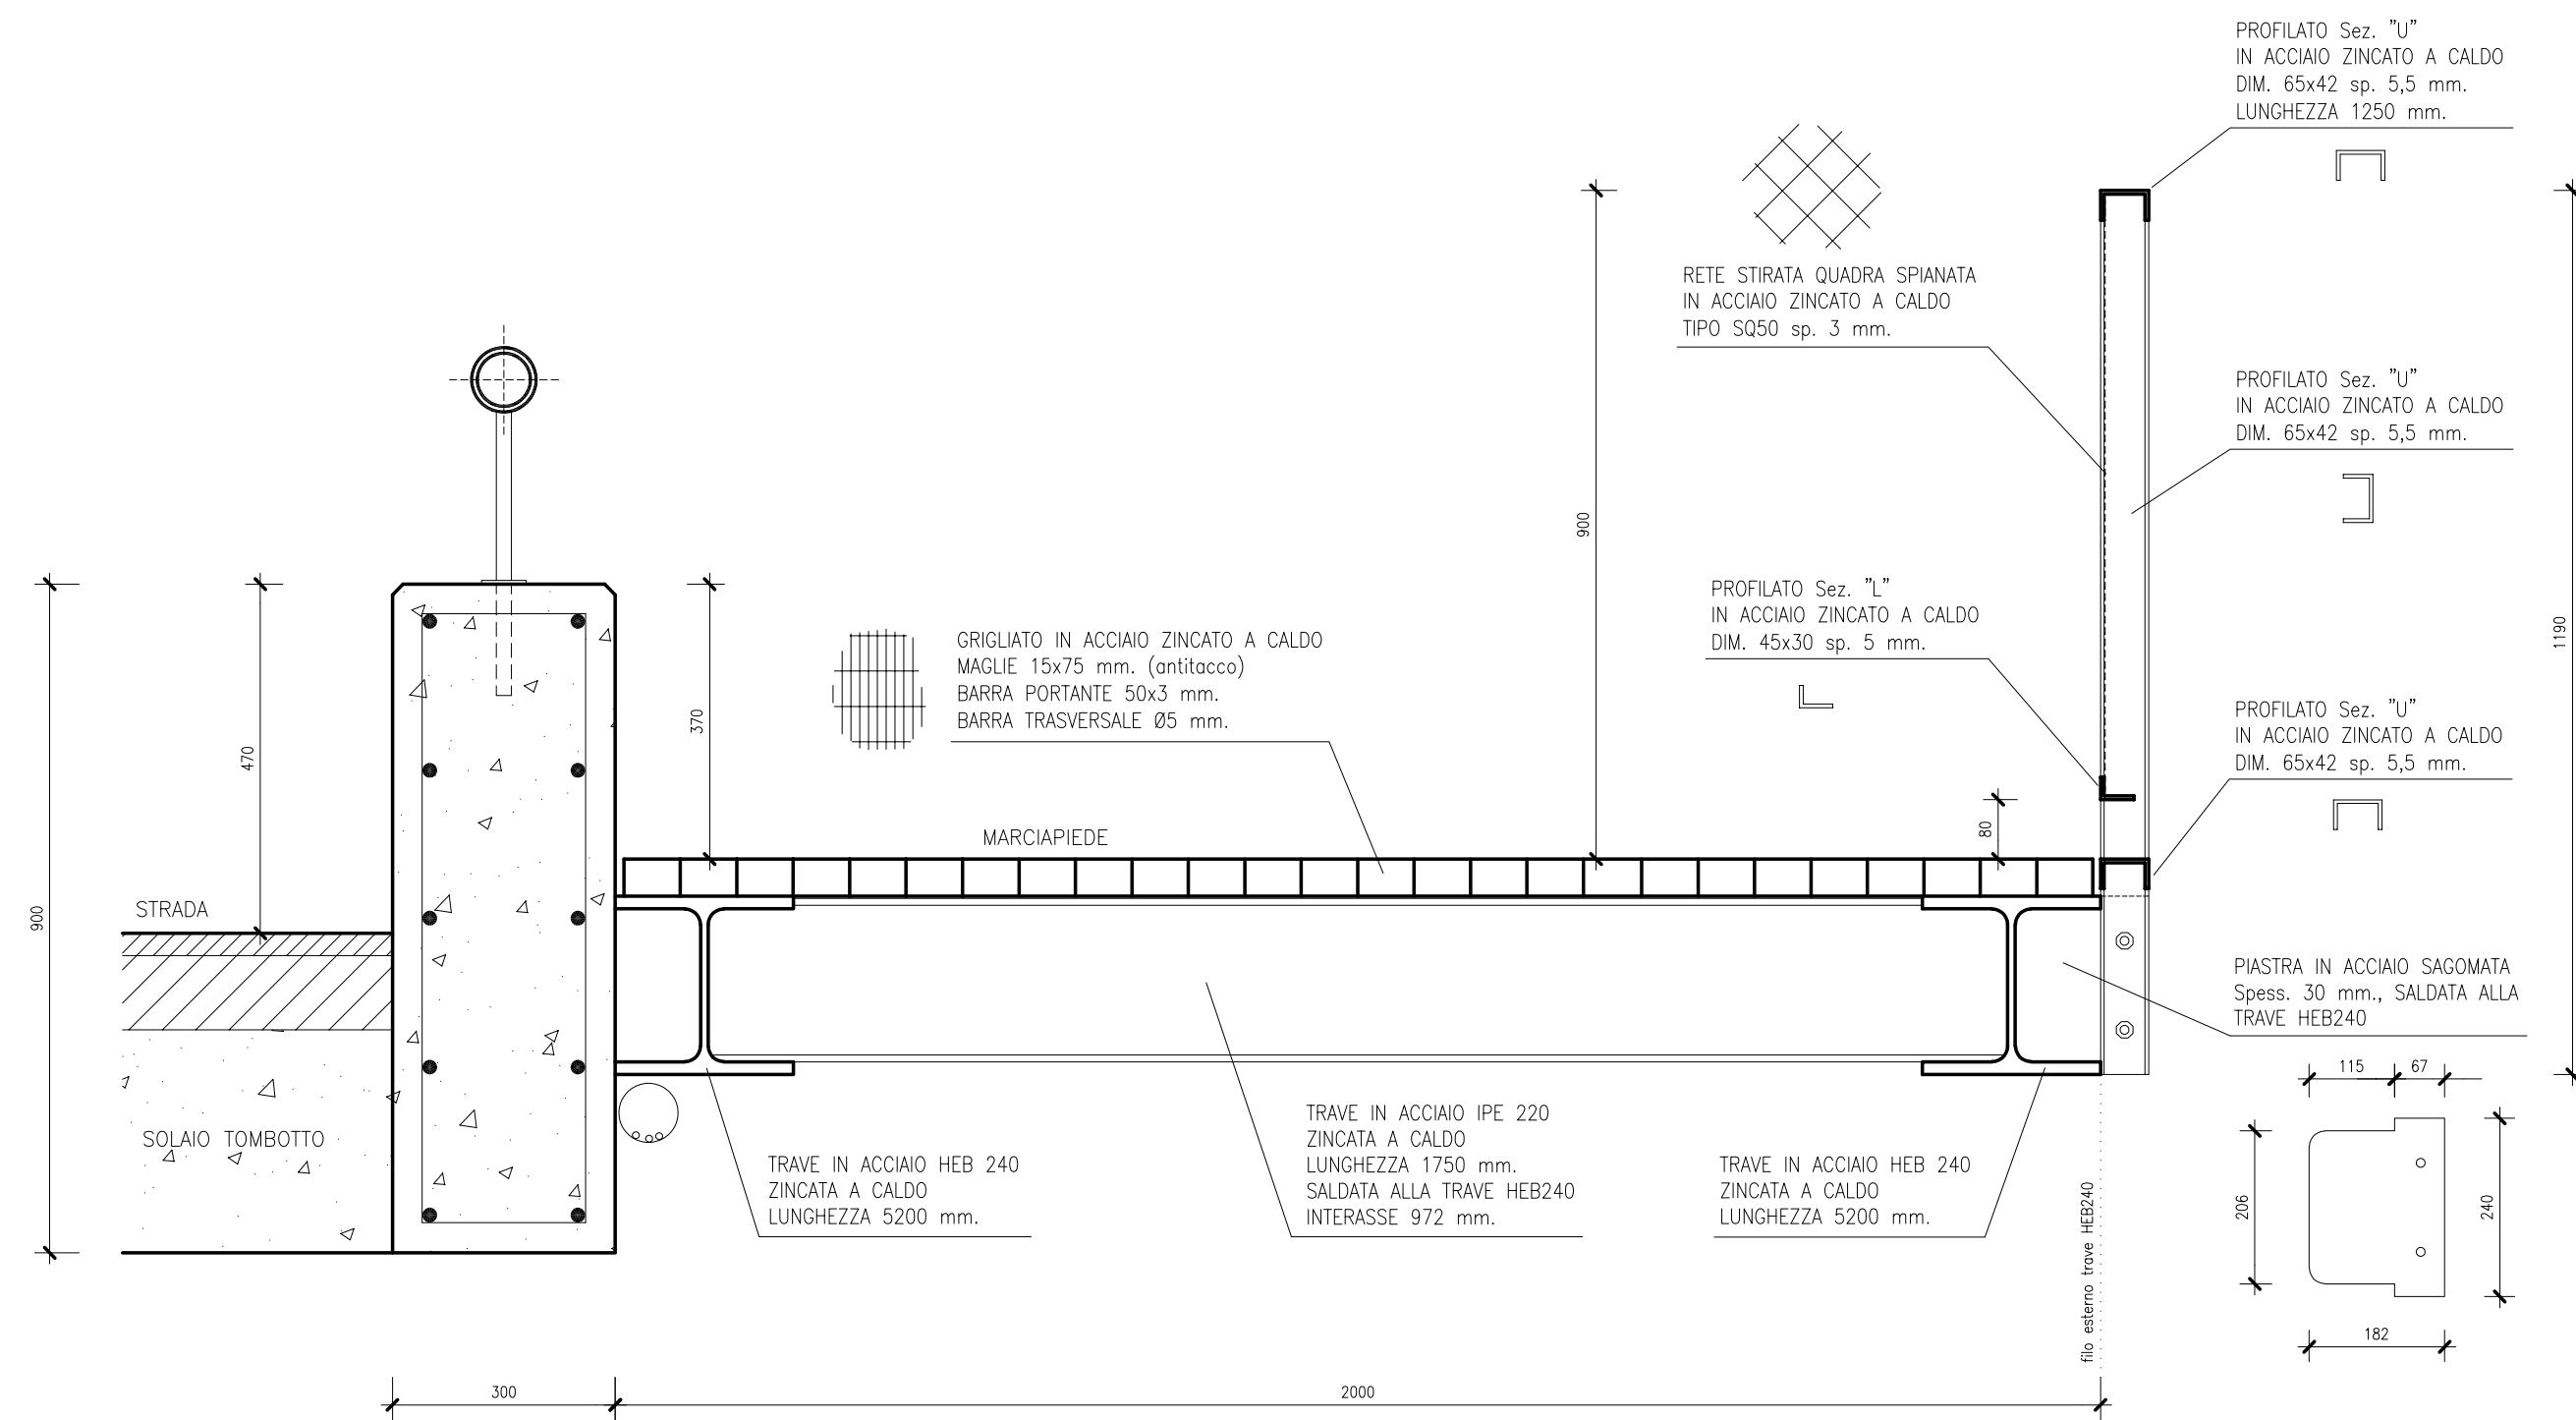 PROFILATO Sez. "U"
IN ACCIAIO ZINCATO A CALDO
DIM. 65x42 sp. 5,5 mm.
LUNGHEZZA 1250 mm.
RETE STIRATA QUADRA SPIANATA
IN ACCIAIO ZINCATO A CALDO
TIPO SQ50 sp. 3 mm.
PROFILATO Sez. "U"
IN ACCIAIO ZINCATO A CALDO
DIM. 65x42 sp. 5,5 mm.
900
1190
PROFILATO Sez. "L"
IN ACCIAIO ZINCATO A CALDO
DIM. 45x30 sp. 5 mm.
GRIGLIATO IN ACCIAIO ZINCATO A CALDO
MAGLIE 15x75 mm. (antitacco)
BARRA PORTANTE 50x3 mm.
BARRA TRASVERSALE Ø5 mm.
PROFILATO Sez. "U"
IN ACCIAIO ZINCATO A CALDO
DIM. 65x42 sp. 5,5 mm.
370
470
80
MARCIAPIEDE
STRADA
900
PIASTRA IN ACCIAIO SAGOMATA
Spess. 30 mm., SALDATA ALLA
TRAVE HEB240
115
67
SOLAIO TOMBOTTO
TRAVE IN ACCIAIO HEB 240
ZINCATA A CALDO
LUNGHEZZA 5200 mm.
TRAVE IN ACCIAIO IPE 220
ZINCATA A CALDO
LUNGHEZZA 1750 mm.
SALDATA ALLA TRAVE HEB240
INTERASSE 972 mm.
TRAVE IN ACCIAIO HEB 240
ZINCATA A CALDO
LUNGHEZZA 5200 mm.
filo esterno trave HEB240
206
240
182
300
2000